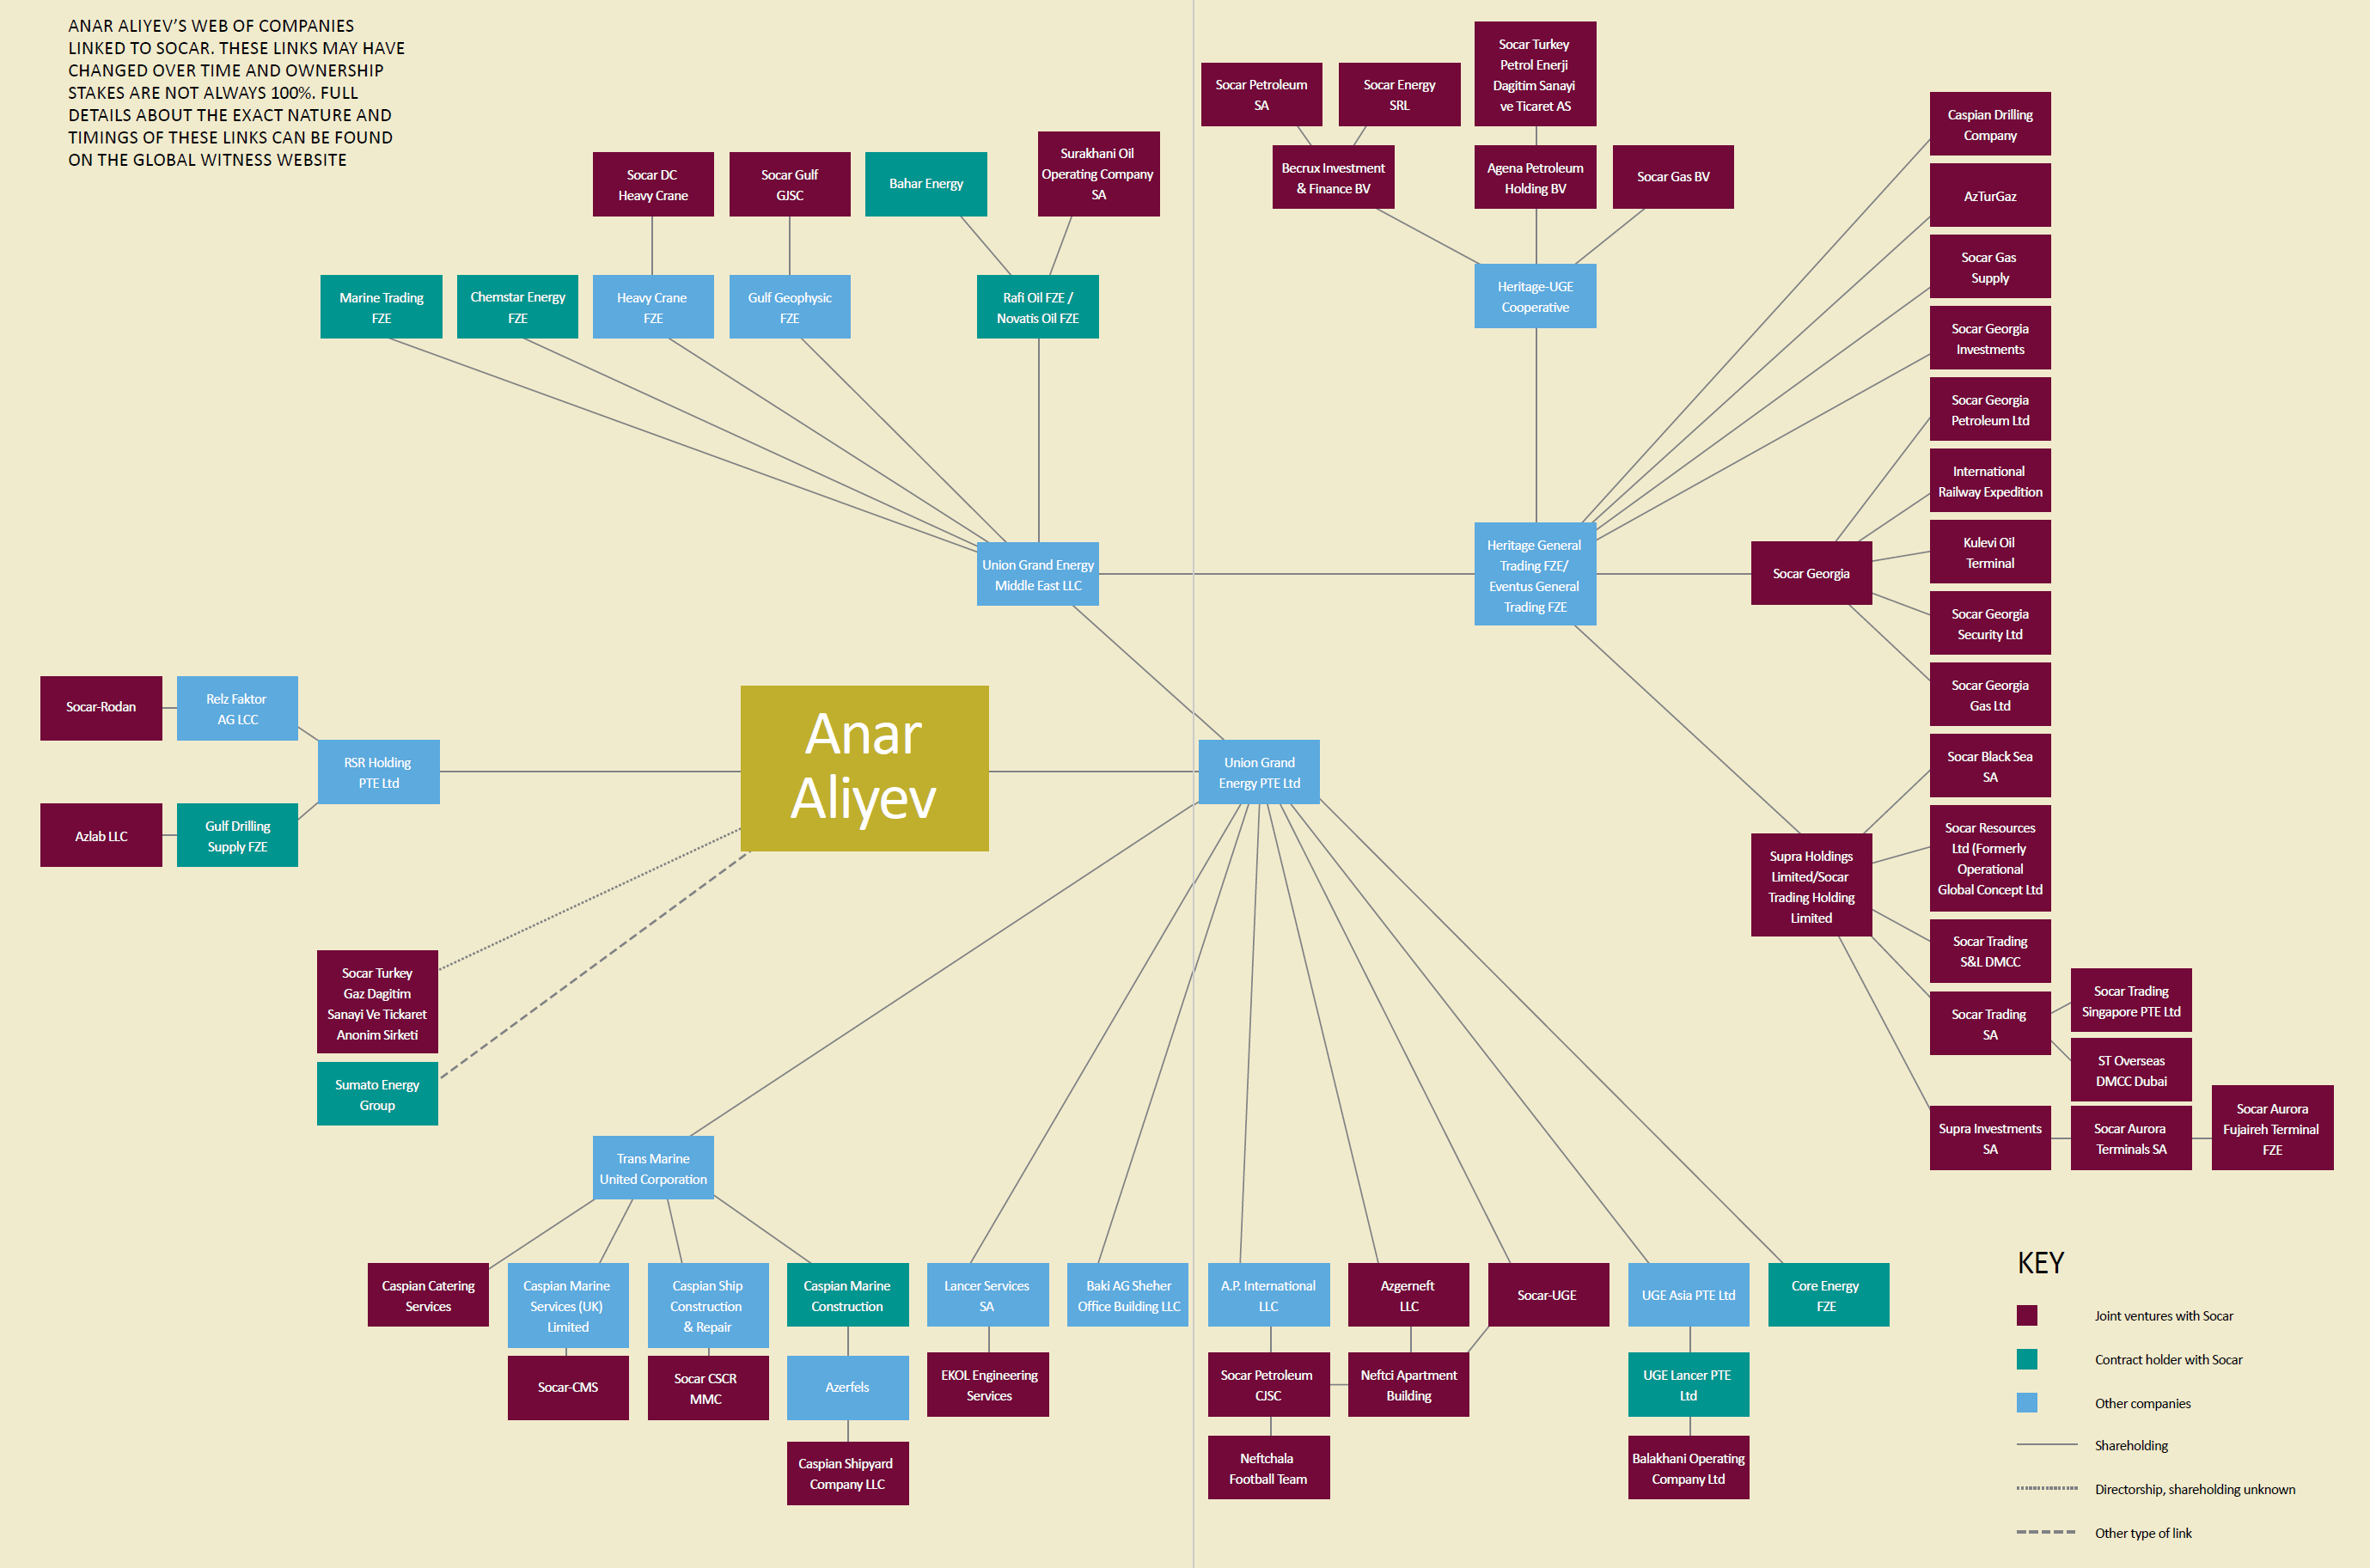 ANAR ALIYEV'S WEB OF COMPANIES
LINKED TO SOCAR. THESE LINKS MAY HAVE
CHANGED OVER TIME AND OWNERSHIP
STAKES ARE NOT ALWAYS 100%. FULL
DETAILS ABOUT THE EXACT NATURE AND
TIMINGS OF THESE LINKS CAN BE FOUND
ON THE GLOBAL WITNESS WEBSITE
Socar DC
Heavy Crane
Socar Gulf
GJSC
Bahar Energy
Surakhani Oil
Operating Company
SA
Marine Trading
FZE
Chemstar Energy
FZE
Heavy Crane
FZE
Gulf Geophysic
FZE
Rafi Oil FZE /
Novatis Oil FZE
Union Grand Energy
Middle East LLC
Socar Petroleum
SA
Socar Energy
SRL
Socar Turkey
Petrol Enerji
Dagitim Sanayi
ve Ticaret AS
Becrux Investment
& Finance BV
Agena Petroleum
Holding BV
Socar Gas BV
Heritage-UGE
Cooperative
Heritage General
Trading FZE/
Eventus General
Trading FZE
Socar Georgia
Caspian Drilling
Company
AzTurGaz
Socar Gas
Supply
Socar Georgia
Investments
Socar Georgia
Petroleum Ltd
International
Railway Expedition
Kulevi Oil
Terminal
Socar Georgia
Security Ltd
Socar Georgia
Gas Ltd
Socar Black Sea
SA
Socar Resources
Ltd (Formerly
Operational
Global Concept Ltd
Socar Trading
S&L DMCC
Socar Trading
SA
Supra Investments
SA
Supra Holdings
Limited/Socar
Trading Holding
Limited
Socar Trading
Singapore PTE Ltd
ST Overseas
DMCC Dubai
Socar Aurora
Terminals SA
Socar Aurora
Fujaireh Terminal
FZE
Socar-Rodan
Relz Faktor
AG LCC
RSR Holding
PTE Ltd
Azlab LLC
Gulf Drilling
Supply FZE
Anar
Aliyev
Union Grand
Energy PTE Ltd
Socar Turkey
Gaz Dagitim
Sanayi Ve Tickaret
Anonim Sirketi
Sumato Energy
Group
Trans Marine
United Corporation
Caspian Catering
Services
Caspian Marine
Services (UK)
Limited
Caspian Ship
Construction
& Repair
Caspian Marine
Construction
Lancer Services
SA
Baki AG Sheher
Office Building LLC
A.P. International
LLC
Azgerneft
LLC
Socar-UGE
UGE Asia PTE Ltd
Core Energy
FZE
Socar-CMS
Socar CSCR
MMC
Azerfels
EKOL Engineering
Services
Socar Petroleum
CJSC
Neftci Apartment
Building
UGE Lancer PTE
Ltd
Caspian Shipyard
Company LLC
Neftchala
Football Team
Balakhani Operating
Company Ltd
KEY
Joint ventures with Socar
Contract holder with Socar
Other companies
Shareholding
Directorship, shareholding unknown
Other type of link